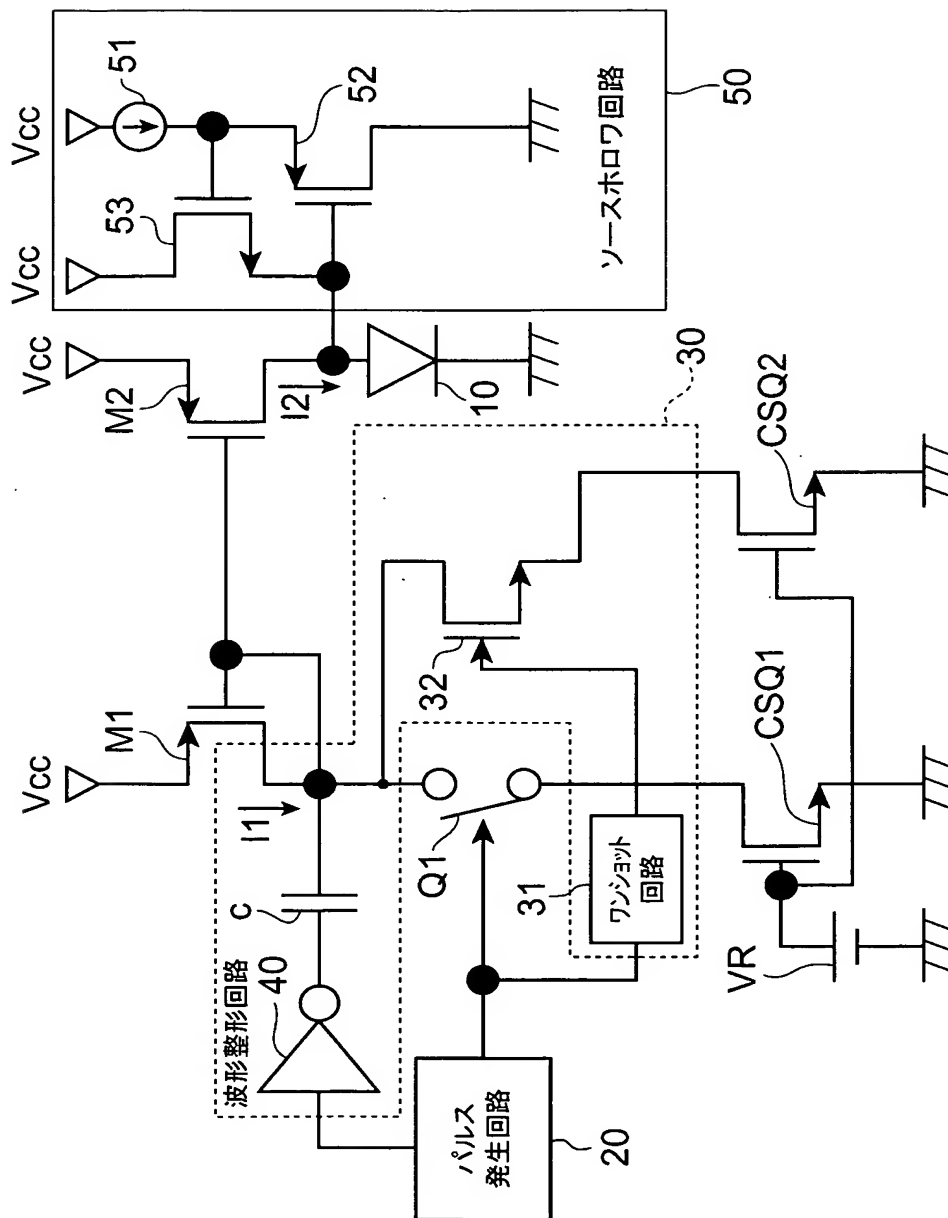 Vcc
Vcc
Vcc
Vcc
M1
M2
53
51
52
50
ソースホロワ回路
I1
I2
10
30
c
波形整形回路
40
Q1
32
パルス
発生回路
20
31
ワンショット
回路
VR
CSQ1
CSQ2